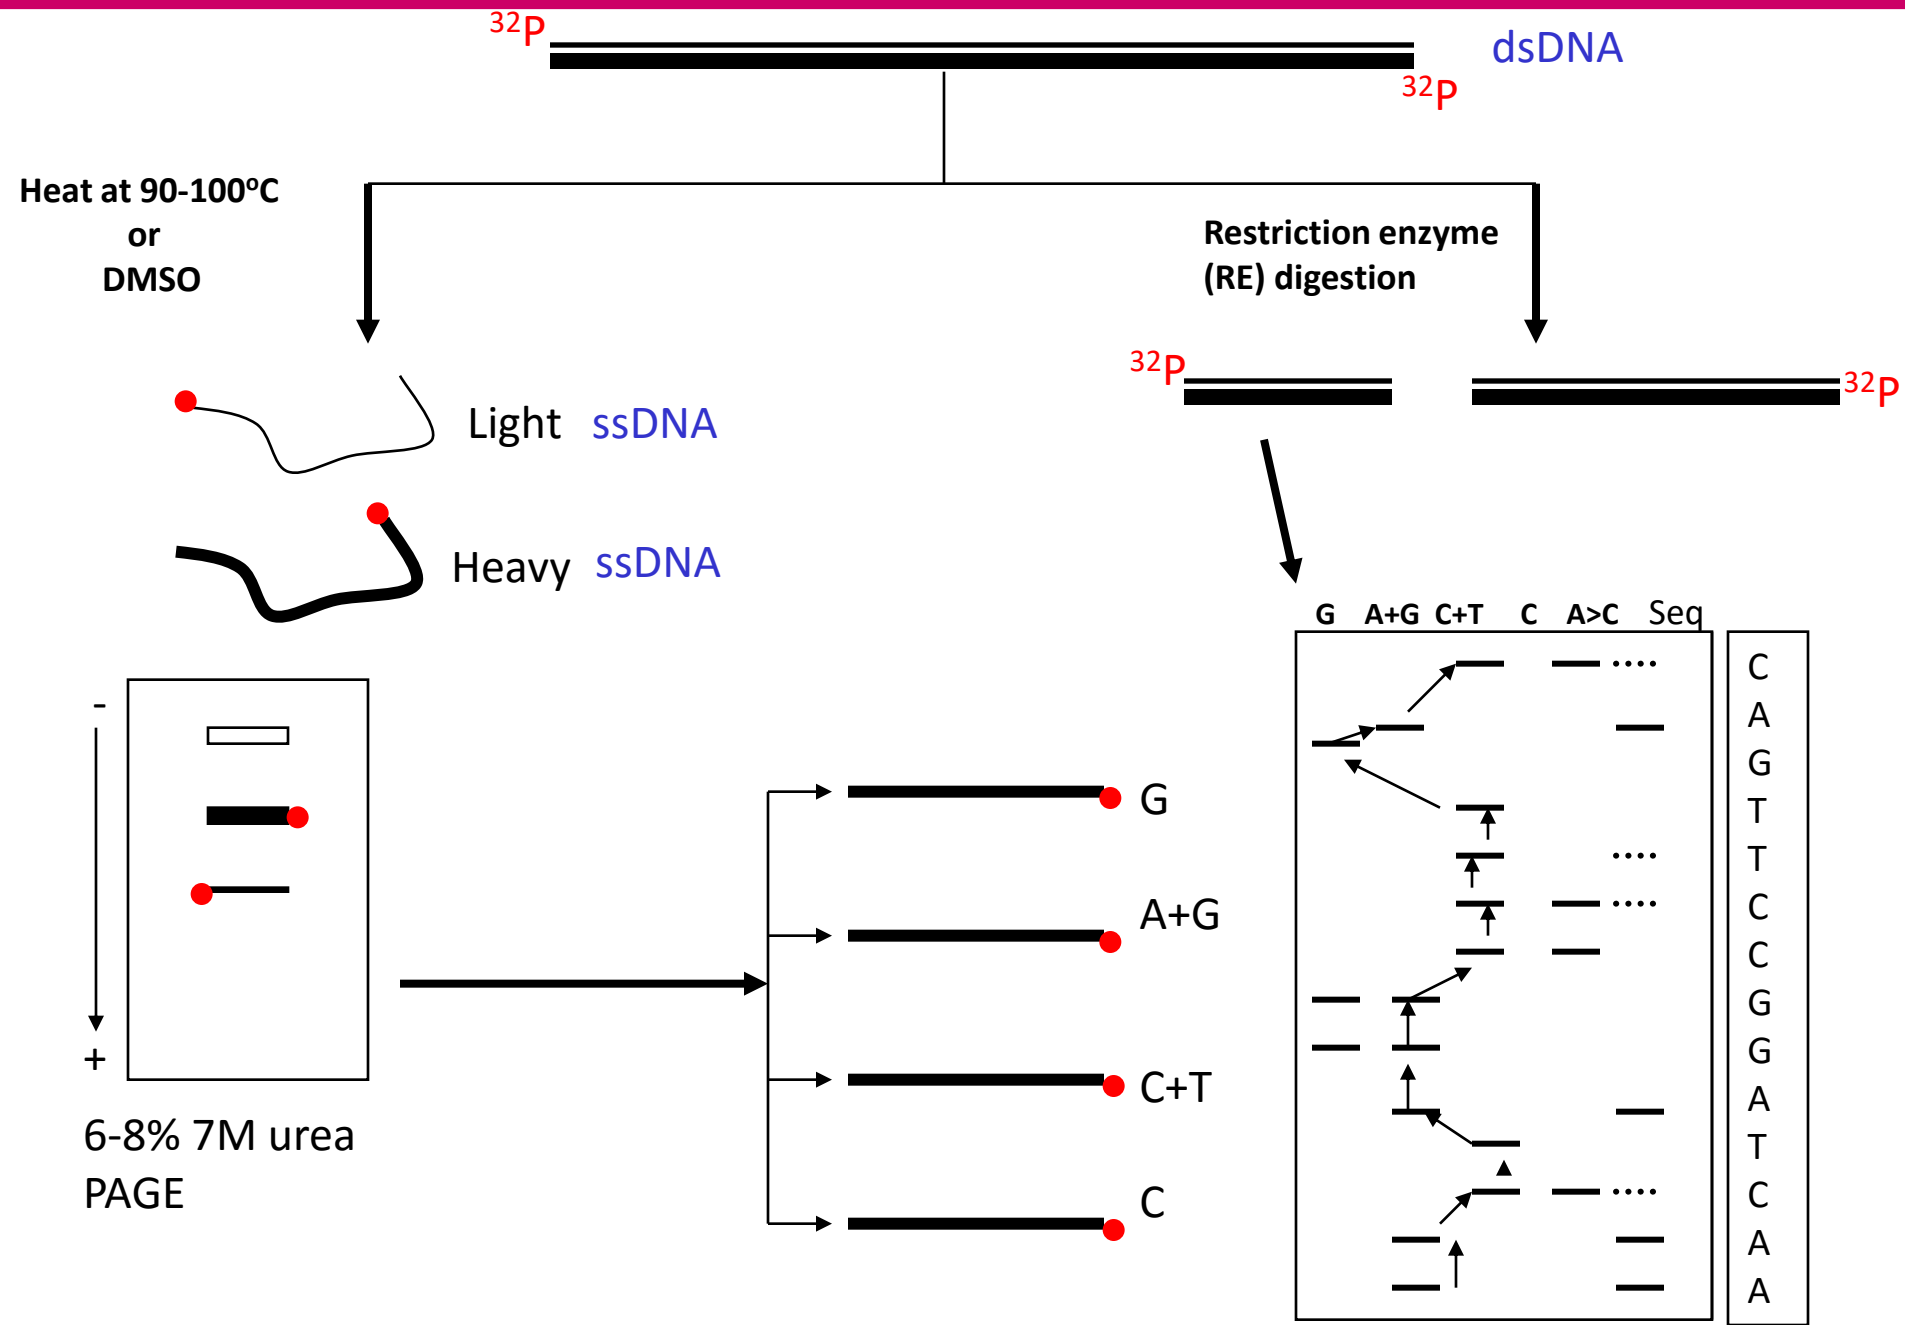 ³²P
dsDNA
³²P
Heat at 90-100ºC
or
DMSO
Restriction enzyme
(RE) digestion
³²P
³²P
Light ssDNA
Heavy ssDNA
G A+G C+T C A>C Seq
C
A
G
T
T
C
C
G
G
A
T
C
A
A
-
+
6-8% 7M urea
PAGE
G
A+G
C+T
C